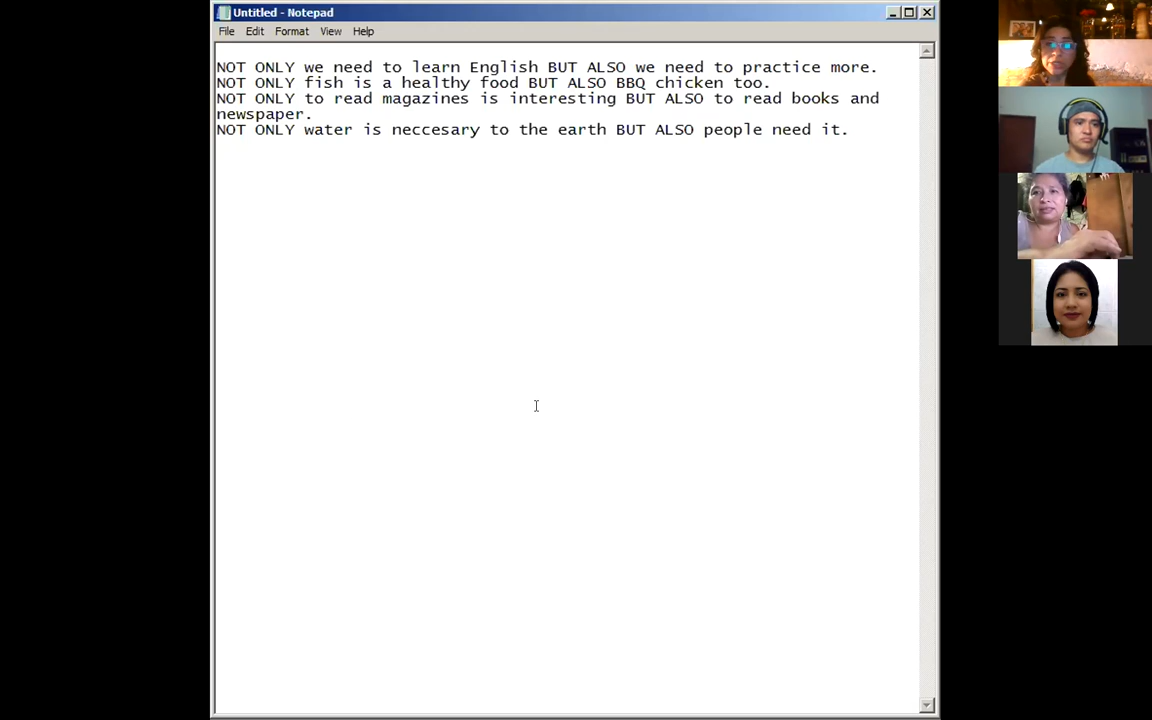 Untitled - Notepad
File Edit Format View Help
NOT ONLY we need to learn English BUT ALSO we need to practice more.
NOT ONLY fish is a healthy food BUT ALSO BBQ chicken too.
NOT ONLY to read magazines is interesting BUT ALSO to read books and
newspaper.
NOT ONLY water is neccesary to the earth BUT ALSO people need it.